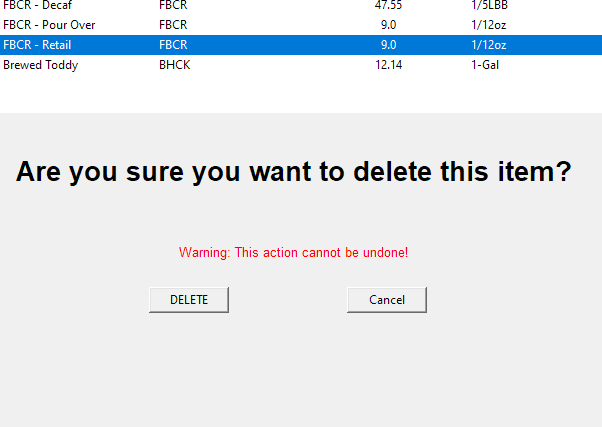 FBCR - Decaf FBCR 47.55 1/5LBB
FBCR - Pour Over FBCR 9.0 1/12oz
FBCR - Retail FBCR 9.0 1/12oz
Brewed Toddy BHCK 12.14 1-Gal
Are you sure you want to delete this item?
Warning: This action cannot be undone!
DELETE Cancel